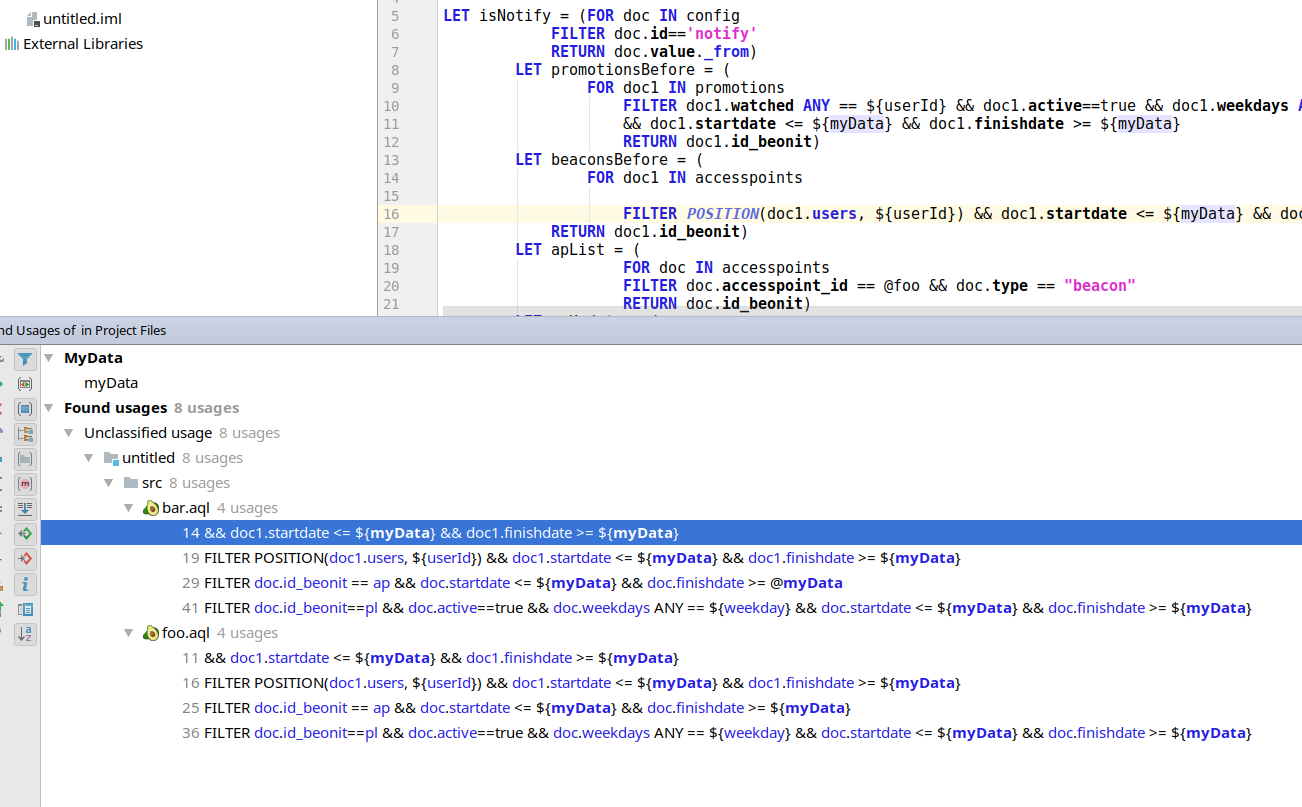 untitled.iml
External Libraries
5 LET isNotify = (FOR doc IN config
6 FILTER doc.id=='notify'
7 RETURN doc.value._from)
8 LET promotionsBefore = (
9 FOR doc1 IN promotions
10 FILTER doc1.watched ANY == ${userId} && doc1.active==true && doc1.weekdays
11 && doc1.startdate <= ${myData} && doc1.finishdate >= ${myData}
12 RETURN doc1.id_beonit)
13 LET beaconsBefore = (
14 FOR doc1 IN accesspoints
15
16 FILTER POSITION(doc1.users, ${userId}) && doc1.startdate <= ${myData} &&
17 RETURN doc1.id_beonit)
18 LET apList = (
19 FOR doc IN accesspoints
20 FILTER doc.accesspoint_id == @foo && doc.type == "beacon"
21 RETURN doc.id_beonit)
Usages of in Project Files
MyData
myData
Found usages 8 usages
Unclassified usage 8 usages
untitled 8 usages
src 8 usages
bar.aql 4 usages
14 && doc1.startdate <= ${myData} && doc1.finishdate >= ${myData}
19 FILTER POSITION(doc1.users, ${userId}) && doc1.startdate <= ${myData} && doc1.finishdate >= ${myData}
29 FILTER doc.id_beonit == ap && doc.startdate <= ${myData} && doc.finishdate >= @myData
41 FILTER doc.id_beonit==pl && doc.active==true && doc.weekdays ANY == ${weekday} && doc.startdate <= ${myData} && doc.finishdate >= ${myData}
foo.aql 4 usages
11 && doc1.startdate <= ${myData} && doc1.finishdate >= ${myData}
16 FILTER POSITION(doc1.users, ${userId}) && doc1.startdate <= ${myData} && doc1.finishdate >= ${myData}
25 FILTER doc.id_beonit == ap && doc.startdate <= ${myData} && doc.finishdate >= ${myData}
36 FILTER doc.id_beonit==pl && doc.active==true && doc.weekdays ANY == ${weekday} && doc.startdate <= ${myData} && doc.finishdate >= ${myData}